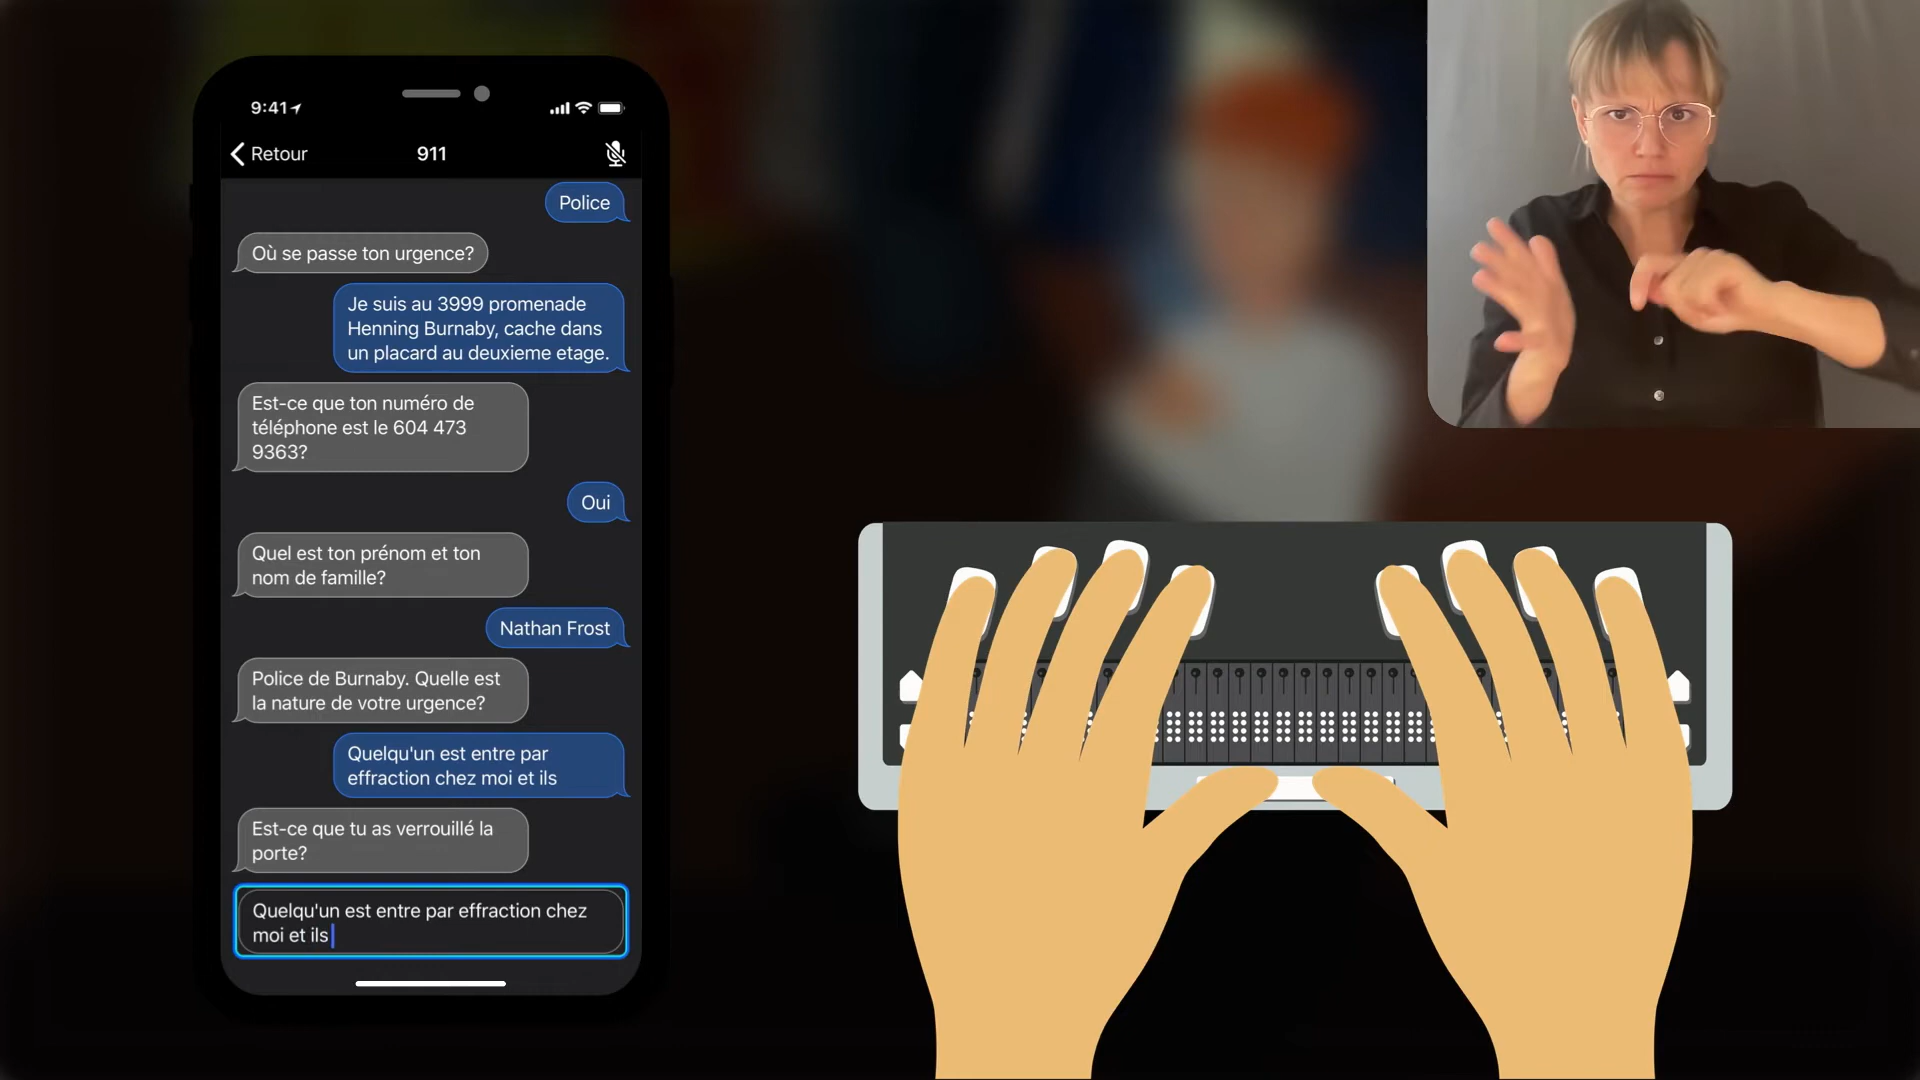 9:41
Retour
911
Police
Où se passe ton urgence?
Je suis au 3999 promenade
Henning Burnaby, cache dans
un placard au deuxieme etage.
Est-ce que ton numéro de
téléphone est le 604 473
9363?
Oui
Quel est ton prénom et ton
nom de famille?
Nathan Frost
Police de Burnaby. Quelle est
la nature de votre urgence?
Quelqu'un est entre par
effraction chez moi et ils
Est-ce que tu as verrouillé la
porte?
Quelqu'un est entre par effraction chez
moi et ils